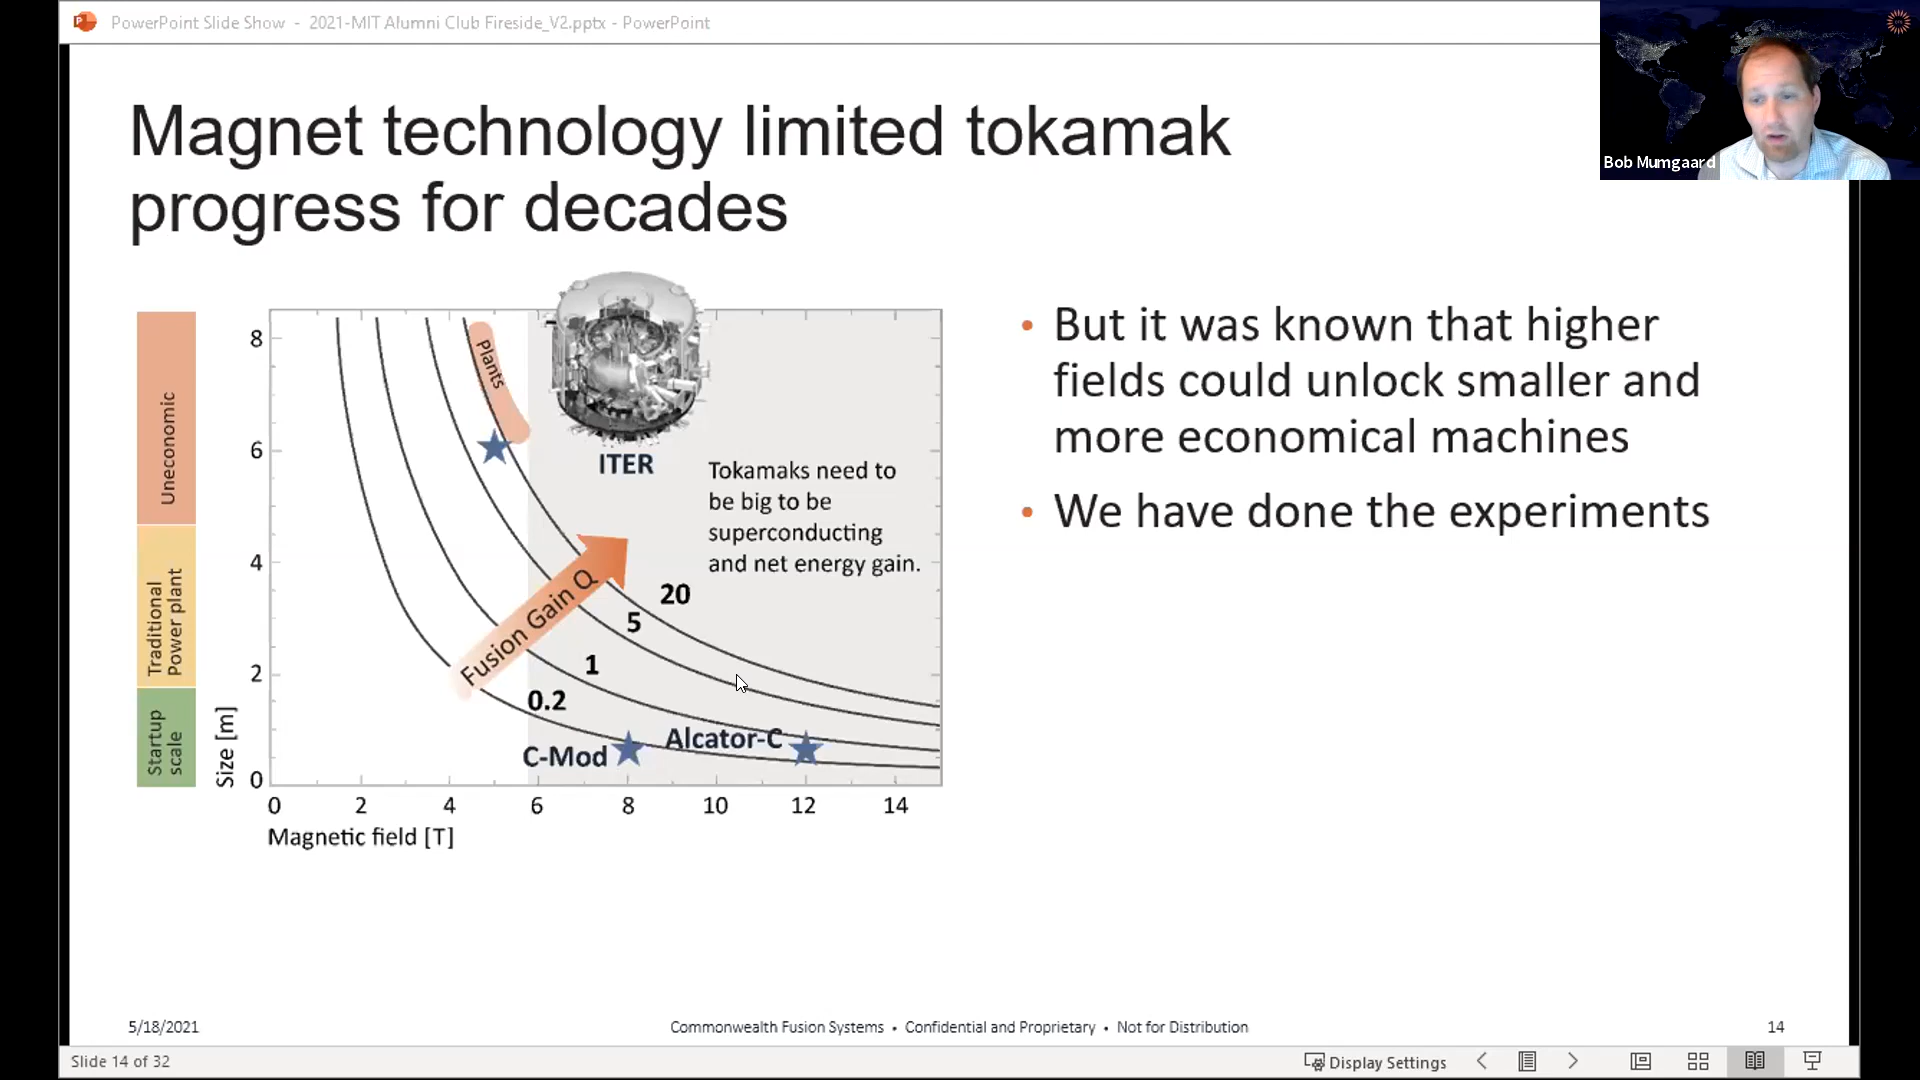 PowerPoint Slide Show - 2021-MIT Alumni Club Fireside_V2.pptx - PowerPoint
Bob Mumgaard
Magnet technology limited tokamak
progress for decades
Uneconomic
Traditional
Power plant
Startup
scale
Size [m]
8
6
4
2
0
Plants
ITER
Tokamaks need to
be big to be
superconducting
and net energy gain.
Fusion Gain Q
20
5
1
0.2
C-Mod
Alcator-C
0 2 4 6 8 10 12 14
Magnetic field [T]
• But it was known that higher
fields could unlock smaller and
more economical machines
• We have done the experiments
5/18/2021
Commonwealth Fusion Systems • Confidential and Proprietary • Not for Distribution
14
Slide 14 of 32
Display Settings